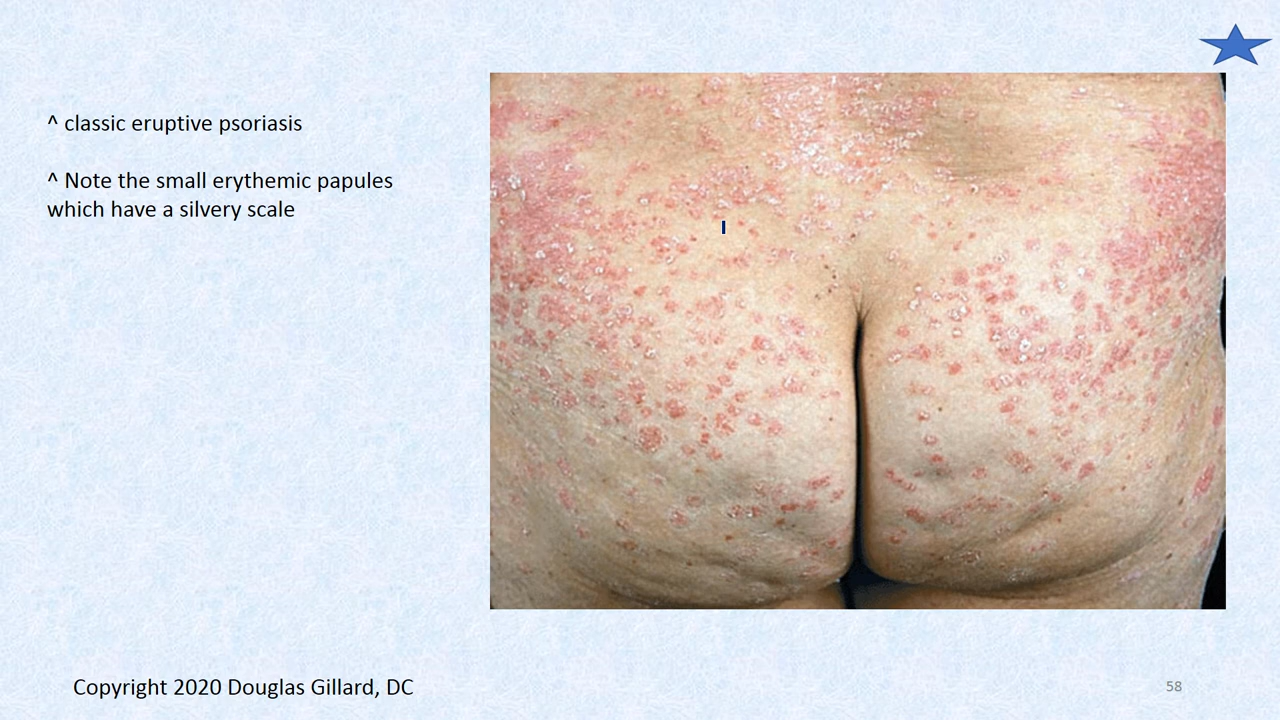 ^ classic eruptive psoriasis
^ Note the small erythemic papules
which have a silvery scale
Copyright 2020 Douglas Gillard, DC
58